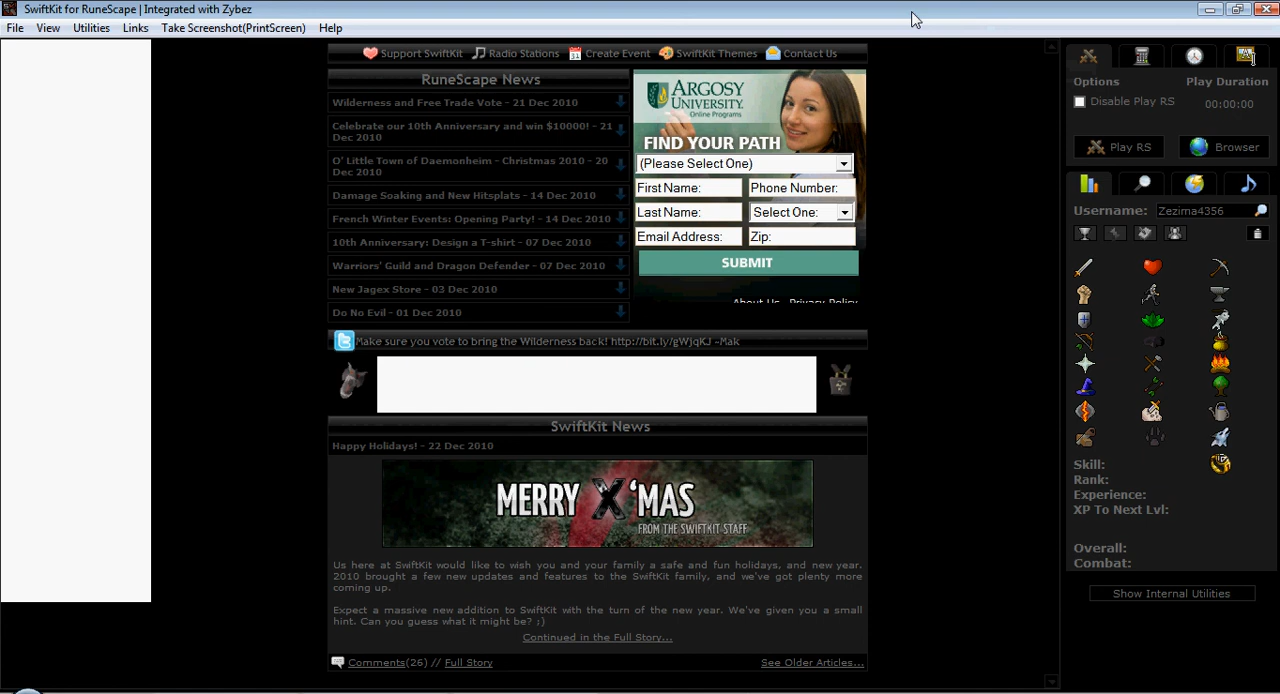 SwiftKit for RuneScape | Integrated with Zybez
File View Utilities Links Take Screenshot(PrintScreen) Help
Support SwiftKit Radio Stations Create Event SwiftKit Themes Contact Us
RuneScape News
Wilderness and Free Trade Vote - 21 Dec 2010
Celebrate our 10th Anniversary and win $10000! - 21
Dec 2010
O' Little Town of Daemonheim - Christmas 2010 - 20
Dec 2010
Damage Soaking and New Hitsplats - 14 Dec 2010
French Winter Events: Opening Party! - 14 Dec 2010
10th Anniversary: Design a T-shirt - 07 Dec 2010
Warriors' Guild and Dragon Defender - 07 Dec 2010
New Jagex Store - 03 Dec 2010
Do No Evil - 01 Dec 2010
ARGOSY
UNIVERSITY
Online Programs
FIND YOUR PATH
(Please Select One)
First Name: Phone Number:
Last Name: Select One:
Email Address: Zip:
SUBMIT
About Us Privacy Policy
Make sure you vote to bring the Wilderness back! http://bit.ly/gWjqKJ ~Mak
SwiftKit News
Happy Holidays! - 22 Dec 2010
MERRY X 'MAS
FROM THE SWIFTKIT STAFF
Us here at SwiftKit would like to wish you and your family a safe and fun holidays, and new year.
2010 brought a few new updates and features to the SwiftKit family, and we've got plenty more
coming up.
Expect a massive new addition to SwiftKit with the turn of the new year. We've given you a small
hint. Can you guess what it might be? ;)
Continued in the Full Story...
Comments(26) // Full Story See Older Articles...
Options Play Duration
Disable Play RS 00:00:00
Play RS Browser
Username: Zezima4356
Skill:
Rank:
Experience:
XP To Next Lvl:
Overall:
Combat:
Show Internal Utilities